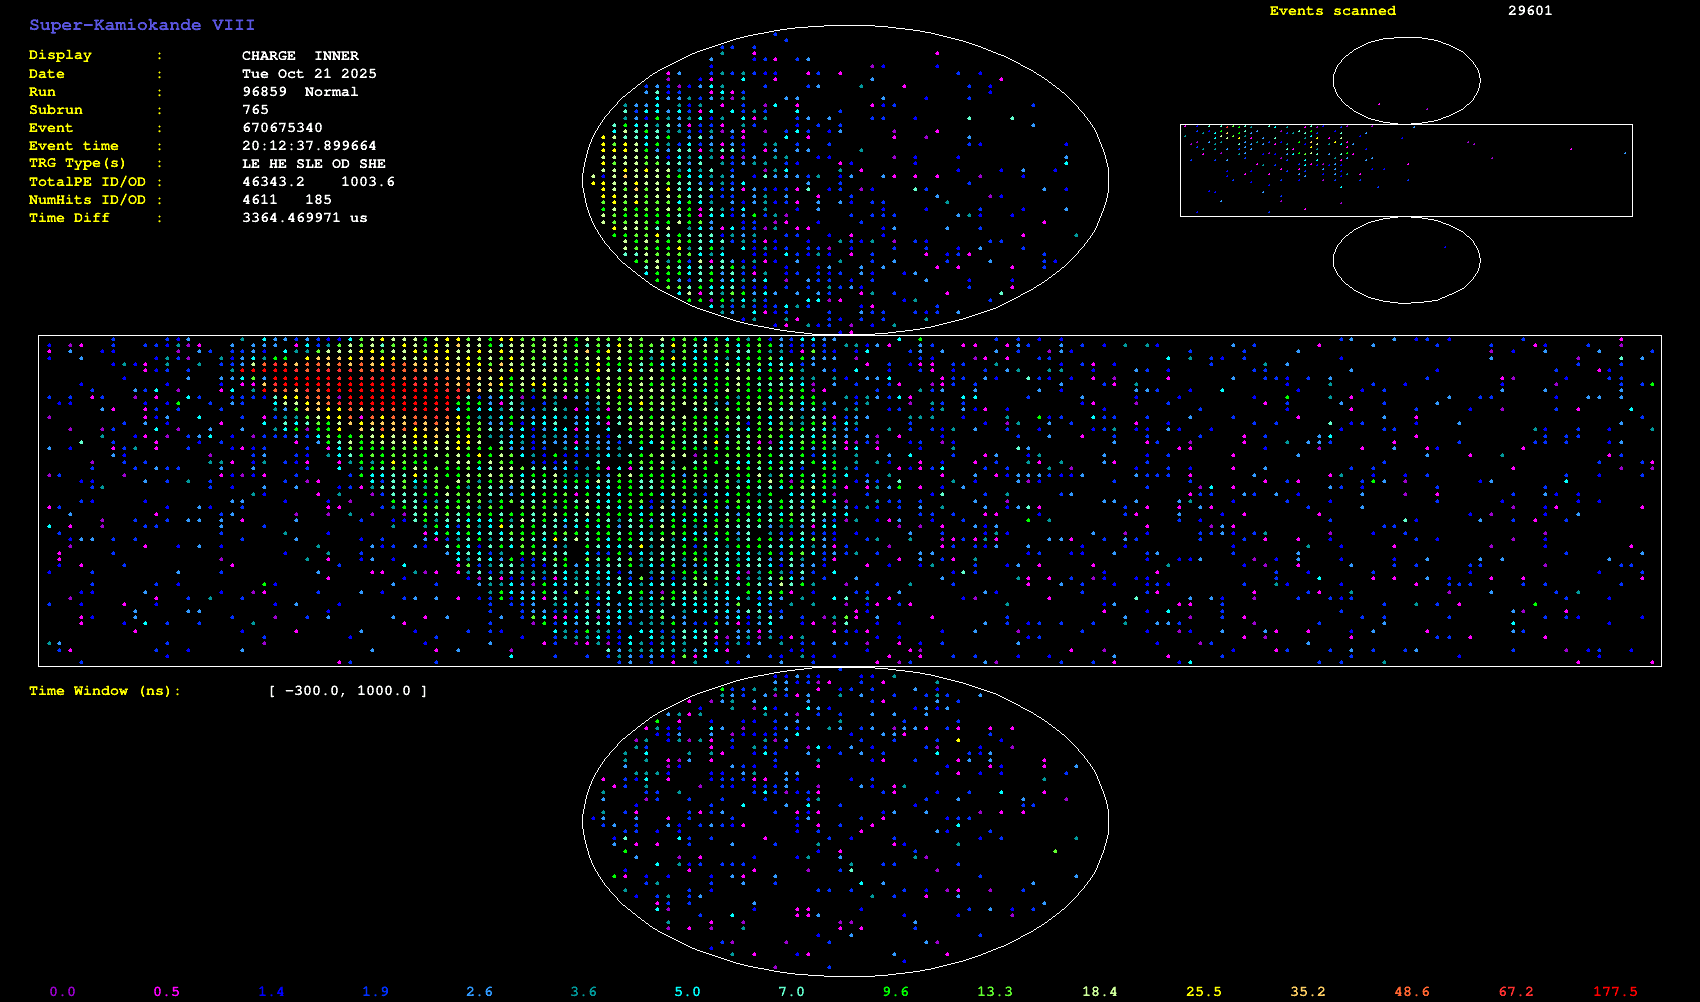 Super-Kamiokande VIII
Events scanned 29601
Display : CHARGE INNER
Date : Tue Oct 21 2025
Run : 96859 Normal
Subrun : 765
Event : 670675340
Event time : 20:12:37.899664
TRG Type(s) : LE HE SLE OD SHE
TotalPE ID/OD : 46343.2 1003.6
NumHits ID/OD : 4611 185
Time Diff : 3364.469971 us
Time Window (ns): [ -300.0, 1000.0 ]
0.0 0.5 1.4 1.9 2.6 3.6 5.0 7.0 9.6 13.3 18.4 25.5 35.2 48.6 67.2 177.5